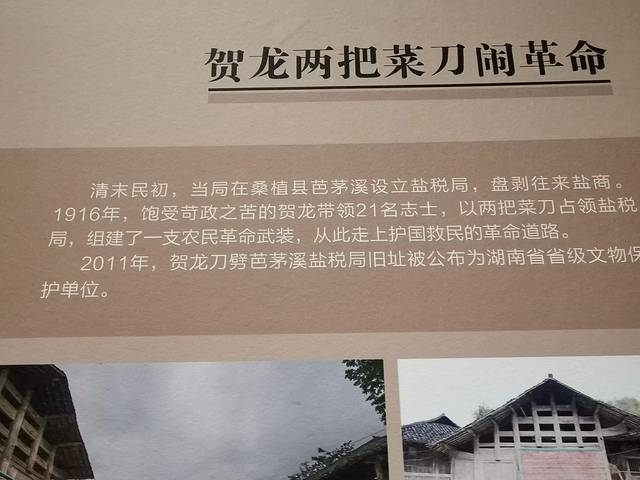 贺龙两把菜刀闹革命
清末民初，当局在桑植县芭茅溪设立盐税局，盘剥往来盐商。
1916年，饱受苛政之苦的贺龙带领21名志士，以两把菜刀占领盐税
局，组建了一支农民革命武装，从此走上护国救民的革命道路。
2011年，贺龙刀劈芭茅溪盐税局旧址被公布为湖南省省级文物保
护单位。